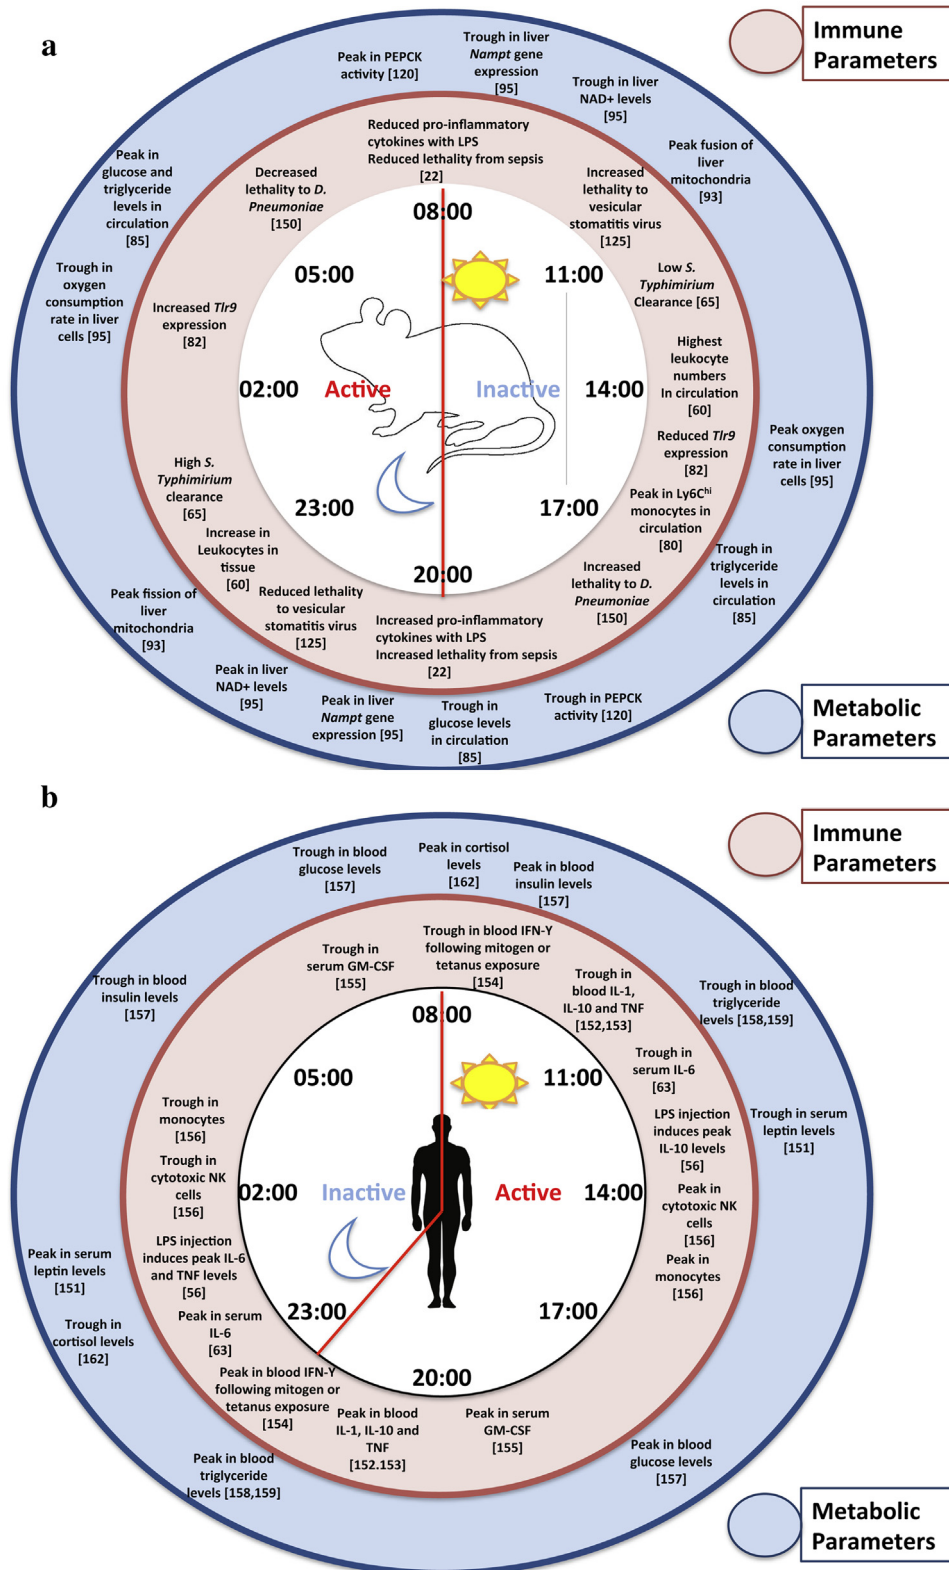 a
Immune
Parameters
Peak in PEPCK
activity [120]
Trough in liver
Nampt gene
expression
[95]
Trough in liver
NAD+ levels
[95]
Peak fusion of
liver
mitochondria
[93]
Peak in
glucose and
triglyceride
levels in
circulation
[85]
Trough in
oxygen
consumption
rate in liver
cells [95]
Decreased
lethality to D.
Pneumoniae
[150]
Reduced pro-inflammatory
cytokines with LPS
Reduced lethality from sepsis
[22]
Increased
lethality to
vesicular
stomatitis virus
[125]
Low S.
Typhimirium
Clearance [65]
Increased Tlr9
expression
[82]
Highest
leukocyte
numbers
In circulation
[60]
Reduced Tlr9
expression
[82]
Peak in Ly6Chi
monocytes in
circulation
[80]
Peak oxygen
consumption
rate in liver
cells [95]
08:00
05:00
11:00
02:00
Active
Inactive
14:00
23:00
17:00
20:00
High S.
Typhimirium
clearance
[65]
Increase in
Leukocytes in
tissue
[60]
Reduced lethality
to vesicular
stomatitis virus
[125]
Increased pro-inflammatory
cytokines with LPS
Increased lethality from sepsis
[22]
Increased
lethality to D.
Pneumoniae
[150]
Trough in
triglyceride
levels in
circulation
[85]
Peak fission of
liver
mitochondria
[93]
Peak in liver
NAD+ levels
[95]
Peak in liver
Nampt gene
expression [95]
Trough in
glucose levels
in circulation
[85]
Trough in PEPCK
activity [120]
Metabolic
Parameters
b
Immune
Parameters
Trough in blood
glucose levels
[157]
Peak in cortisol
levels
[162]
Peak in blood
insulin levels
[157]
Trough in blood
insulin levels
[157]
Trough in
serum GM-CSF
[155]
Trough in blood IFN-Y
following mitogen or
tetanus exposure
[154]
Trough in
blood IL-1,
IL-10 and TNF
[152,153]
Trough in blood
triglyceride
levels [158,159]
Trough in
serum IL-6
[63]
LPS injection
induces peak
IL-10 levels
[56]
Trough in serum
leptin levels
[151]
Peak in
cytotoxic NK
cells
[156]
Peak in
monocytes
[156]
08:00
05:00
11:00
02:00
Inactive
Active
14:00
23:00
17:00
20:00
Trough in
monocytes
[156]
Trough in
cytotoxic NK
cells
[156]
LPS injection
induces peak IL-6
and TNF levels
[56]
Peak in serum
IL-6
[63]
Peak in blood IFN-Y
following mitogen or
tetanus exposure
[154]
Peak in blood
IL-1, IL-10 and
TNF
[152.153]
Peak in serum
GM-CSF
[155]
Peak in serum
leptin levels
[151]
Trough in
cortisol levels
[162]
Peak in blood
triglyceride
levels [158,159]
Peak in blood
glucose levels
[157]
Metabolic
Parameters